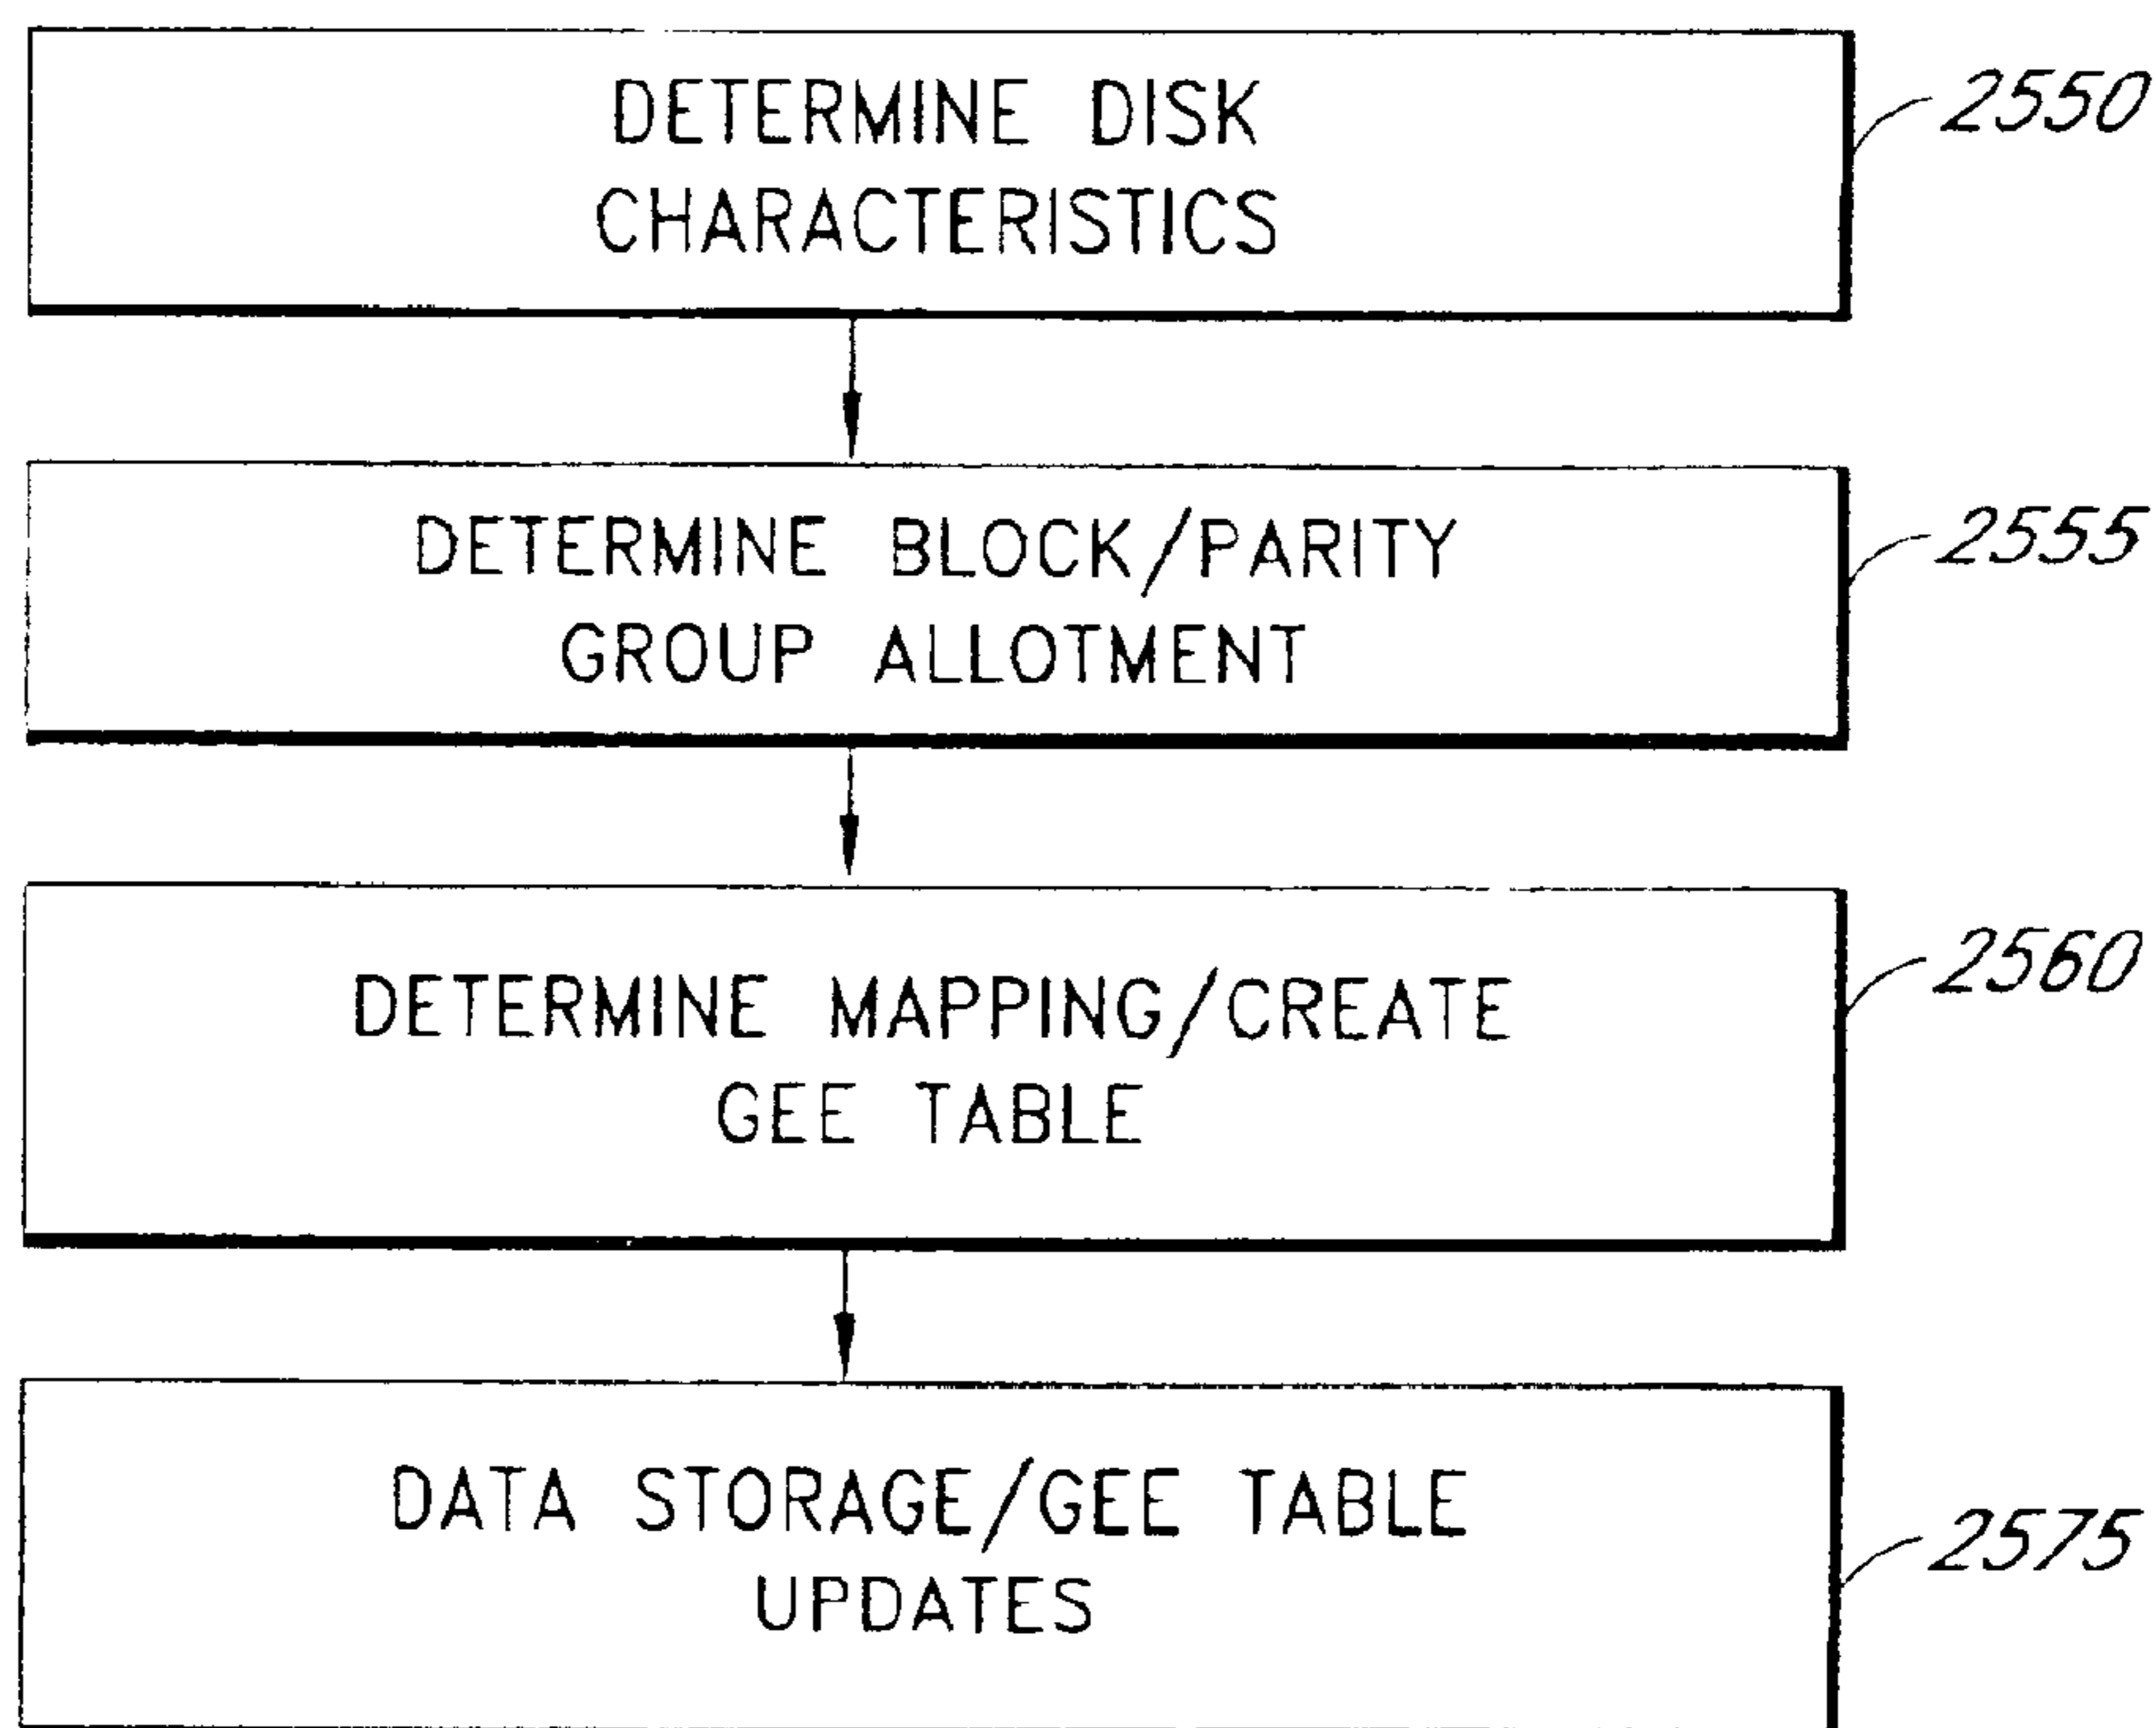 DETERMINE DISK
CHARACTERISTICS
2550
DETERMINE BLOCK/PARITY
GROUP ALLOTMENT
2555
DETERMINE MAPPING/CREATE
GEE TABLE
2560
DATA STORAGE/GEE TABLE
UPDATES
2575